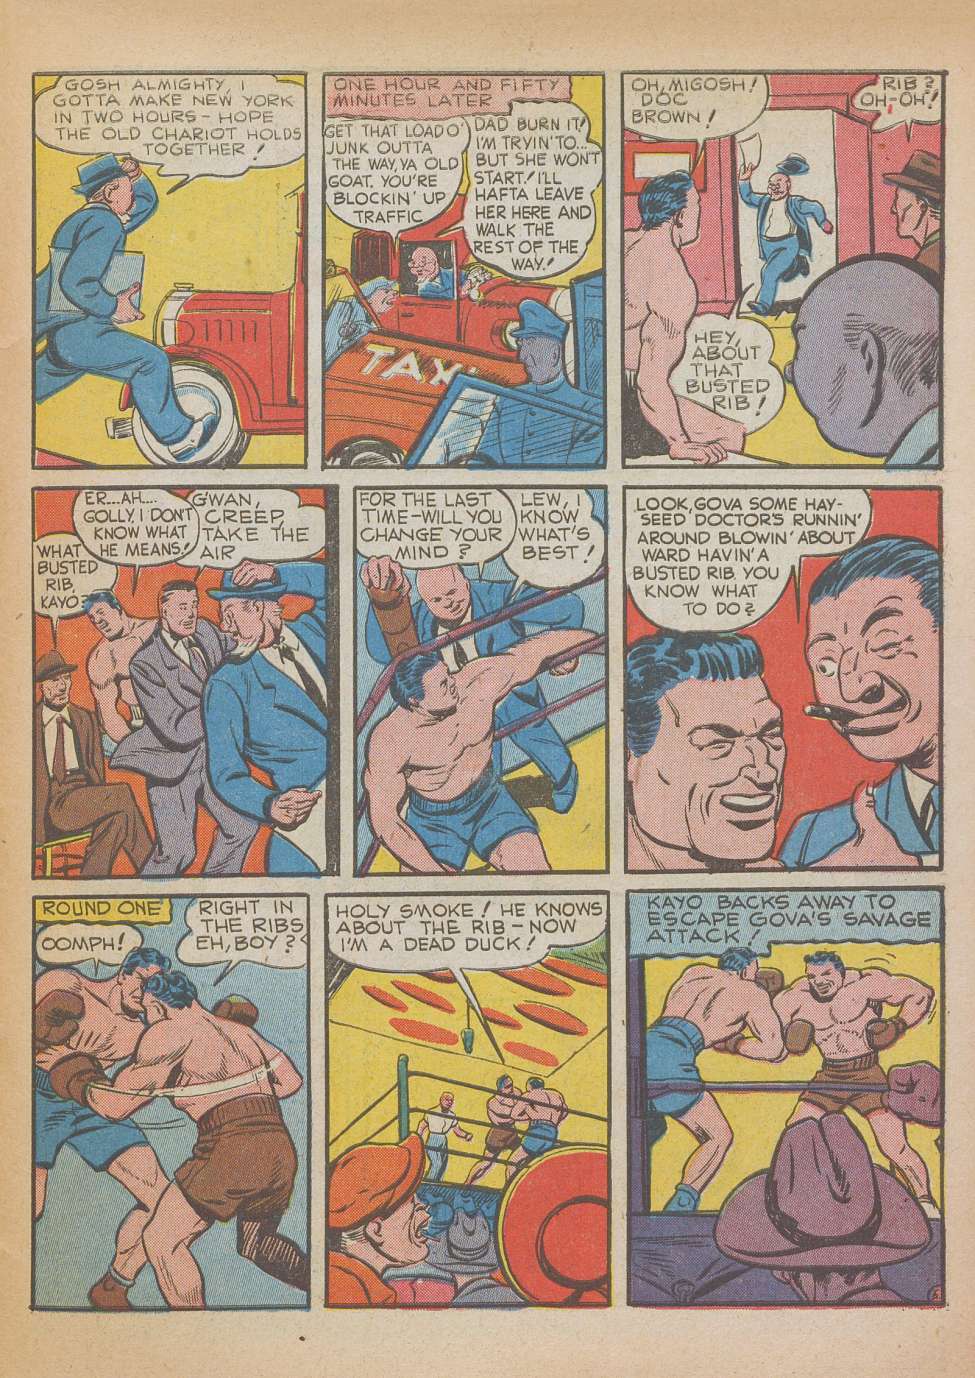 GOSH ALMIGHTY, I
GOTTA MAKE NEW YORK
IN TWO HOURS - HOPE
THE OLD CHARIOT HOLDS
TOGETHER!
ONE HOUR AND FIFTY
MINUTES LATER
GET THAT LOAD O'
JUNK OUTTA
THE WAY, YA OLD
GOAT. YOU'RE
BLOCKIN' UP
TRAFFIC
DAD BURN IT!
I'M TRYIN' TO...
BUT SHE WON'T
START! I'LL
HAFTA LEAVE
HER HERE AND
WALK THE
REST OF THE
WAY!
TAXI
OH, MIGOSH!
DOC
BROWN!
RIB?
OH-OH!
HEY,
ABOUT
THAT
BUSTED
RIB!
WHAT
BUSTED
RIB,
KAYO?
ER...AH...
GOLLY, I DON'T
KNOW WHAT
HE MEANS!
G'WAN,
CREEP,
TAKE THE
AIR
FOR THE LAST
TIME-WILL YOU
CHANGE YOUR
MIND?
LEW, I
KNOW
WHAT'S
BEST!
LOOK, GOVA SOME HAY-
SEED DOCTOR'S RUNNIN'
AROUND BLOWIN' ABOUT
WARD HAVIN' A
BUSTED RIB. YOU
KNOW WHAT
TO DO?
ROUND ONE
OOMPH!
RIGHT IN
THE RIBS
EH, BOY?
HOLY SMOKE! HE KNOWS
ABOUT THE RIB - NOW
I'M A DEAD DUCK!
KAYO BACKS AWAY TO
ESCAPE GOVA'S SAVAGE
ATTACK!